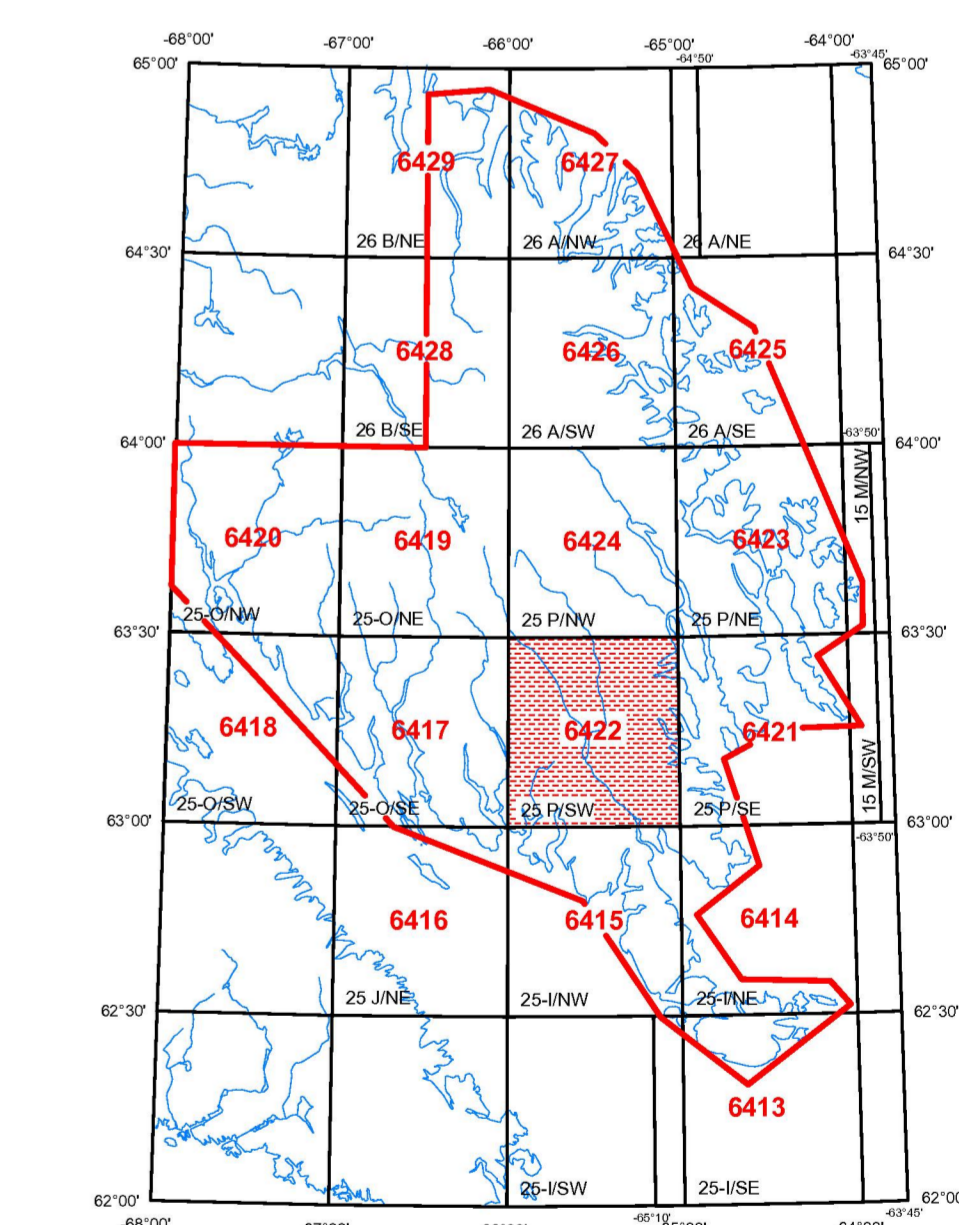 -68°00' -67°00' -66°00' -65°00' -64°00'
-64°50' -63°45'
65°00' 65°00'
6429 6427
26 B/NE 26 A/NW 26 A/NE
64°30' 64°30'
6428 6426 6425
26 B/SE 26 A/SW 26 A/SE
64°00' -63°50' 64°00'
15 M/NW
6420 6419 6424 6423
25-O/NW 25-O/NE 25 P/NW 25 P/NE
63°30' 63°30'
6418 6417 6422 6421
15 M/SW
25-O/SW 25-O/SE 25 P/SW 25 P/SE
63°00' 63°00'
-63°50'
6416 6415 6414
25 J/NE 25-I/NW 25-I/NE
62°30' 62°30'
6413
25-I/SW 25-I/SE
62°00' 62°00'
-65°10' -63°45'
-68°00'